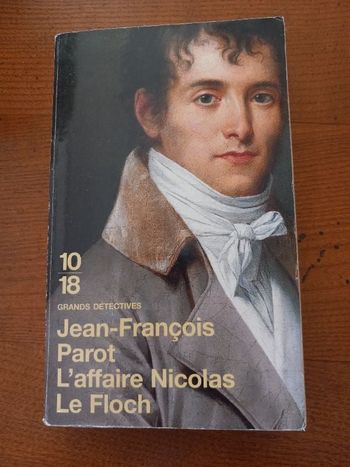 10
18
GRANDS DÉTECTIVES
Jean-François
Parot
L'affaire Nicolas
Le Floch